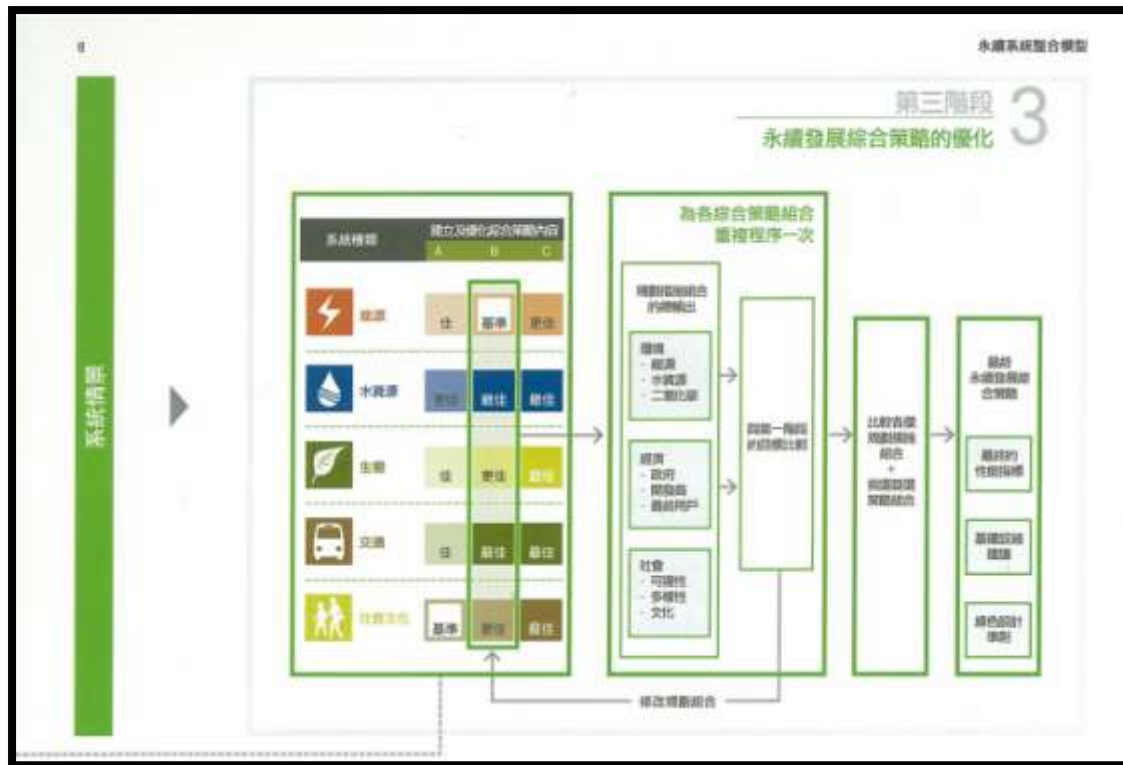 永續系統整合模型
第三階段
3
永續發展綜合策略的優化
系統情景
系統種類
建立及優化綜合策略內容
A B C
能源
佳 基準 更佳
水資源
更佳 最佳 最佳
生態
佳 更佳 最佳
交通
佳 最佳 最佳
社會文化
基準 更佳 最佳
為各綜合策略組合
重複程序一次
規劃措施組合
的總輸出
環境
- 能源
- 水資源
- 二氧化碳
經濟
- 政府
- 開發商
- 最終用戶
社會
- 可達性
- 多樣性
- 文化
與第一階段
的目標比較
修改規劃組合
比較各種
規劃措施
組合
+
策略組合
最終
永續發展綜
合策略
最終的
性能指標
基礎設施
建議
綠色設計
準則